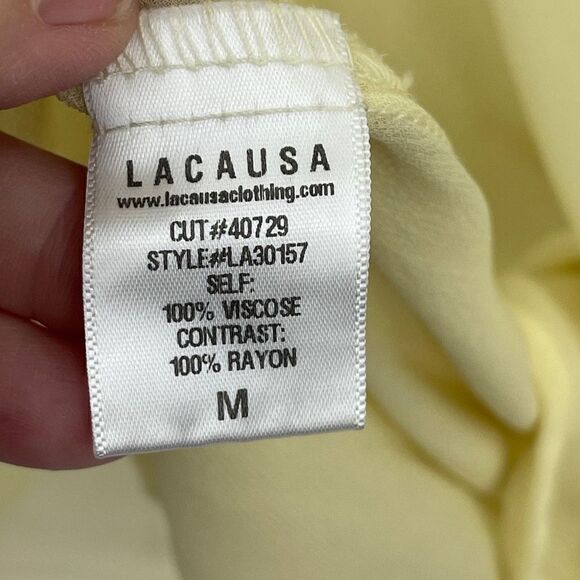 LACAUSA
www.lacausaclothing.com
CUT#40729
STYLE#LA30157
SELF:
100% VISCOSE
CONTRAST:
100% RAYON
M